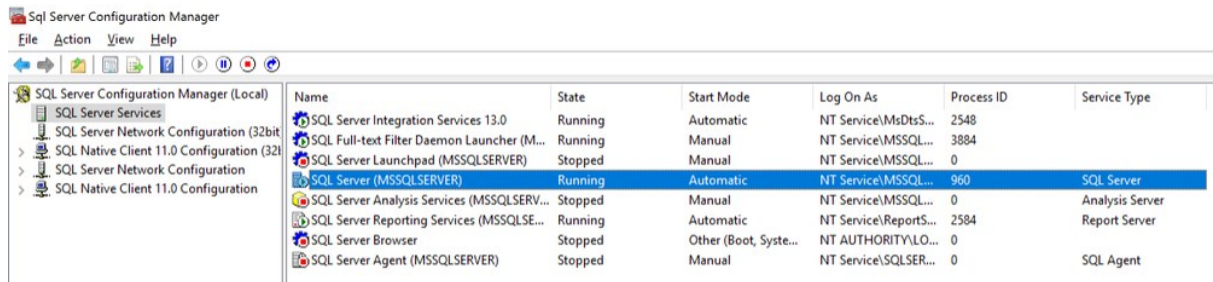 Sql Server Configuration Manager
File Action View Help
SQL Server Configuration Manager (Local)
SQL Server Services
SQL Server Network Configuration (32bit
SQL Native Client 11.0 Configuration (32
SQL Server Network Configuration
SQL Native Client 11.0 Configuration
Name State Start Mode Log On As Process ID Service Type
SQL Server Integration Services 13.0 Running Automatic NT Service\MsDtsS... 2548
SQL Full-text Filter Daemon Launcher (M... Running Manual NT Service\MSSQL... 3884
SQL Server Launchpad (MSSQLSERVER) Stopped Manual NT Service\MSSQL... 0
SQL Server (MSSQLSERVER) Running Automatic NT Service\MSSQL... 960 SQL Server
SQL Server Analysis Services (MSSQLSERV... Stopped Manual NT Service\MSSQL... 0 Analysis Server
SQL Server Reporting Services (MSSQLSE... Running Automatic NT Service\ReportS... 2584 Report Server
SQL Server Browser Stopped Other (Boot, Syste... NT AUTHORITY\LO... 0
SQL Server Agent (MSSQLSERVER) Stopped Manual NT Service\SQLSER... 0 SQL Agent